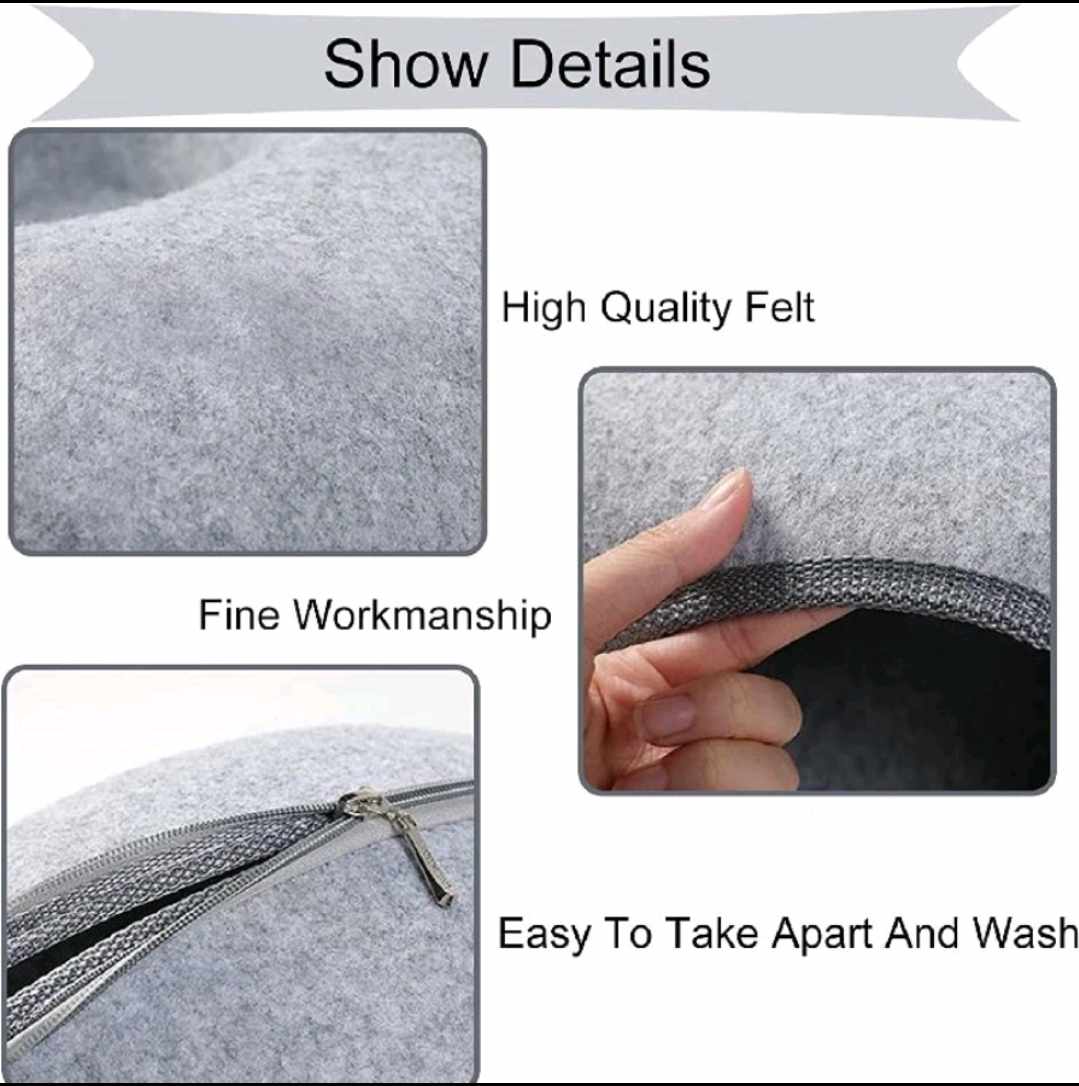 Show Details
High Quality Felt
Fine Workmanship
Easy To Take Apart And Wash